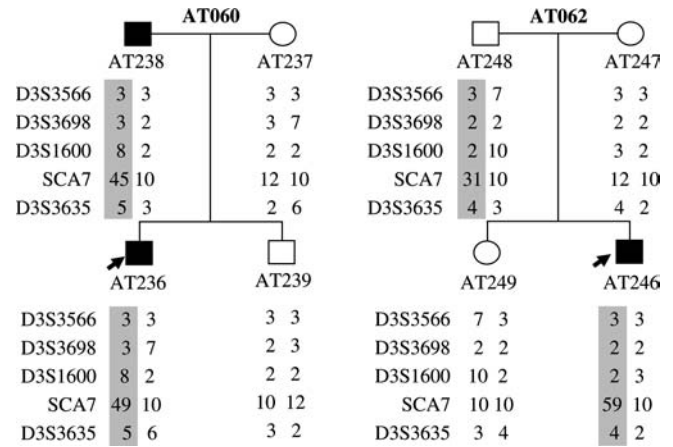 AT060
AT238 AT237
D3S3566 3 3 3 3
D3S3698 3 2 3 7
D3S1600 8 2 2 2
SCA7 45 10 12 10
D3S3635 5 3 2 6
AT236 AT239
D3S3566 3 3 3 3
D3S3698 3 7 2 3
D3S1600 8 2 2 2
SCA7 49 10 10 12
D3S3635 5 6 3 2
AT062
AT248 AT247
D3S3566 3 7 3 3
D3S3698 2 2 2 2
D3S1600 2 10 3 2
SCA7 31 10 12 10
D3S3635 4 3 4 2
AT249 AT246
D3S3566 7 3 3 3
D3S3698 2 2 2 2
D3S1600 10 2 2 3
SCA7 10 10 59 10
D3S3635 3 4 4 2